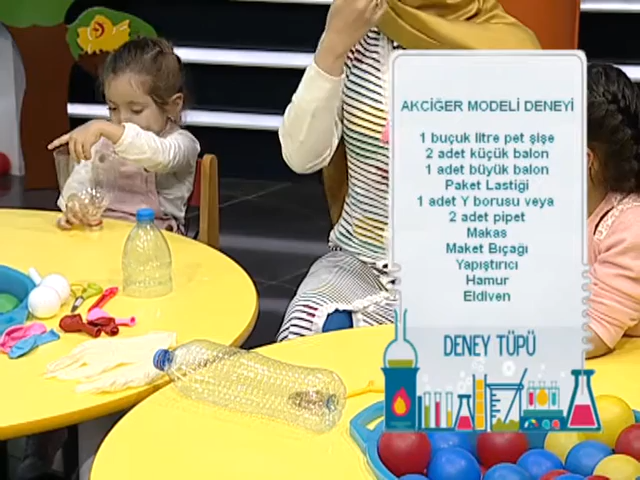 AKCİĞER MODELİ DENEYİ
1 buçuk litre pet şişe
2 adet küçük balon
1 adet büyük balon
Paket Lastiği
1 adet Y borusu veya
2 adet pipet
Makas
Maket Bıçağı
Yapıştırıcı
Hamur
Eldiven
DENEY TÜPÜ